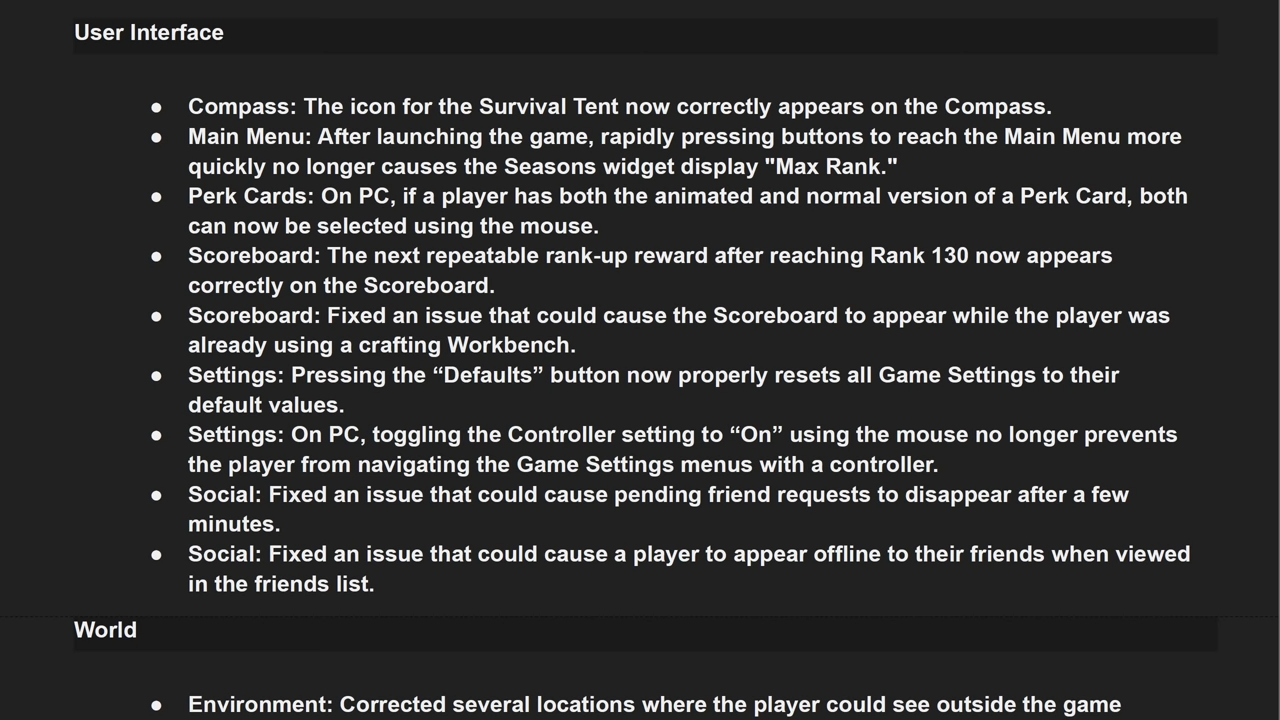 User Interface
● Compass: The icon for the Survival Tent now correctly appears on the Compass.
● Main Menu: After launching the game, rapidly pressing buttons to reach the Main Menu more
quickly no longer causes the Seasons widget display "Max Rank."
● Perk Cards: On PC, if a player has both the animated and normal version of a Perk Card, both
can now be selected using the mouse.
● Scoreboard: The next repeatable rank-up reward after reaching Rank 130 now appears
correctly on the Scoreboard.
● Scoreboard: Fixed an issue that could cause the Scoreboard to appear while the player was
already using a crafting Workbench.
● Settings: Pressing the “Defaults” button now properly resets all Game Settings to their
default values.
● Settings: On PC, toggling the Controller setting to “On” using the mouse no longer prevents
the player from navigating the Game Settings menus with a controller.
● Social: Fixed an issue that could cause pending friend requests to disappear after a few
minutes.
● Social: Fixed an issue that could cause a player to appear offline to their friends when viewed
in the friends list.
World
● Environment: Corrected several locations where the player could see outside the game